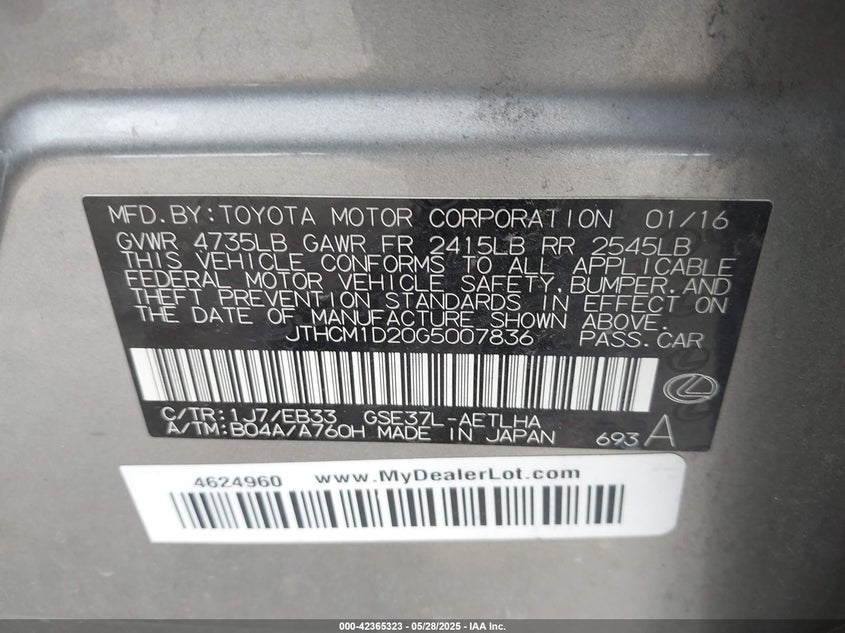 MFD.BY:TOYOTA MOTOR CORPORATION 01/16
GVWR 4735LB GAWR FR 2415LB RR 2545LB
THIS VEHICLE CONFORMS TO ALL APPLICABLE
FEDERAL MOTOR VEHICLE SAFETY,BUMPER,AND
THEFT PREVENTION STANDARDS IN EFFECT ON
THE DATE OF MANUFACTURE SHOWN ABOVE.
JTHCM1D20G5007836 PASS.CAR
C/TR:1J7/EB33 GSE37L-AETLHA
A/TM:B04A/A760H MADE IN JAPAN 693 A
4624960 www.MyDealerLot.com
000-42365323 - 05/28/2025 - IAA Inc.